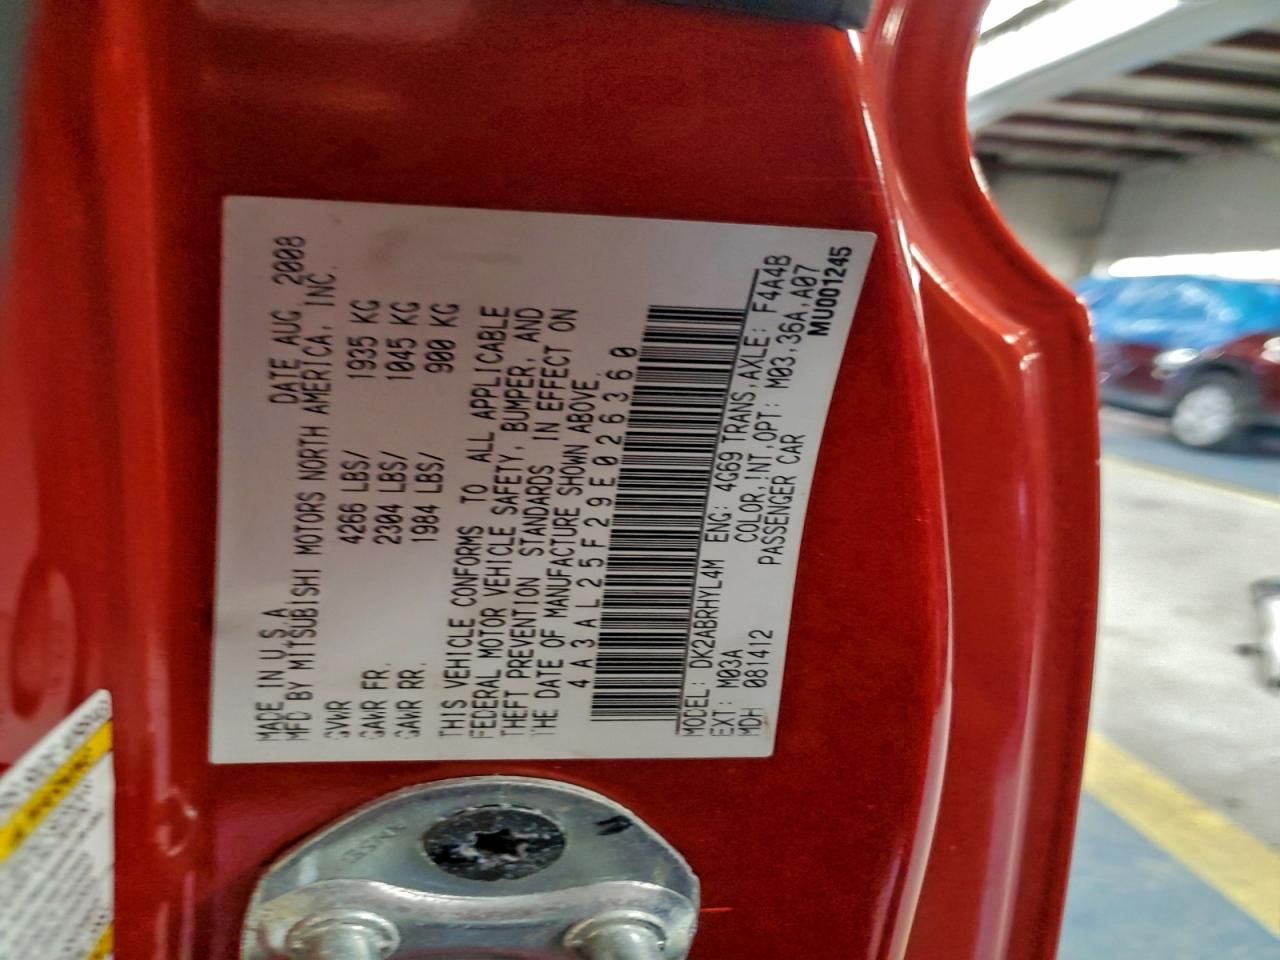 MADE IN U.S.A. DATE AUG, 2008
MFD BY MITSUBISHI MOTORS NORTH AMERICA, INC.
GVWR 4266 LBS/ 1935 KG
GAWR FR. 2304 LBS/ 1045 KG
GAWR RR. 1984 LBS/ 900 KG
THIS VEHICLE CONFORMS TO ALL APPLICABLE
FEDERAL MOTOR VEHICLE SAFETY, BUMPER, AND
THEFT PREVENTION STANDARDS IN EFFECT ON
THE DATE OF MANUFACTURE SHOWN ABOVE.
4A3AL25F29E026360
MODEL: DK2ABRHYL4M ENG: 4G69 TRANS,AXLE: F4A4B
EXT: M03A COLOR,INT,OPT: M03,36A,A07
MDH 081412 PASSENGER CAR MU001245